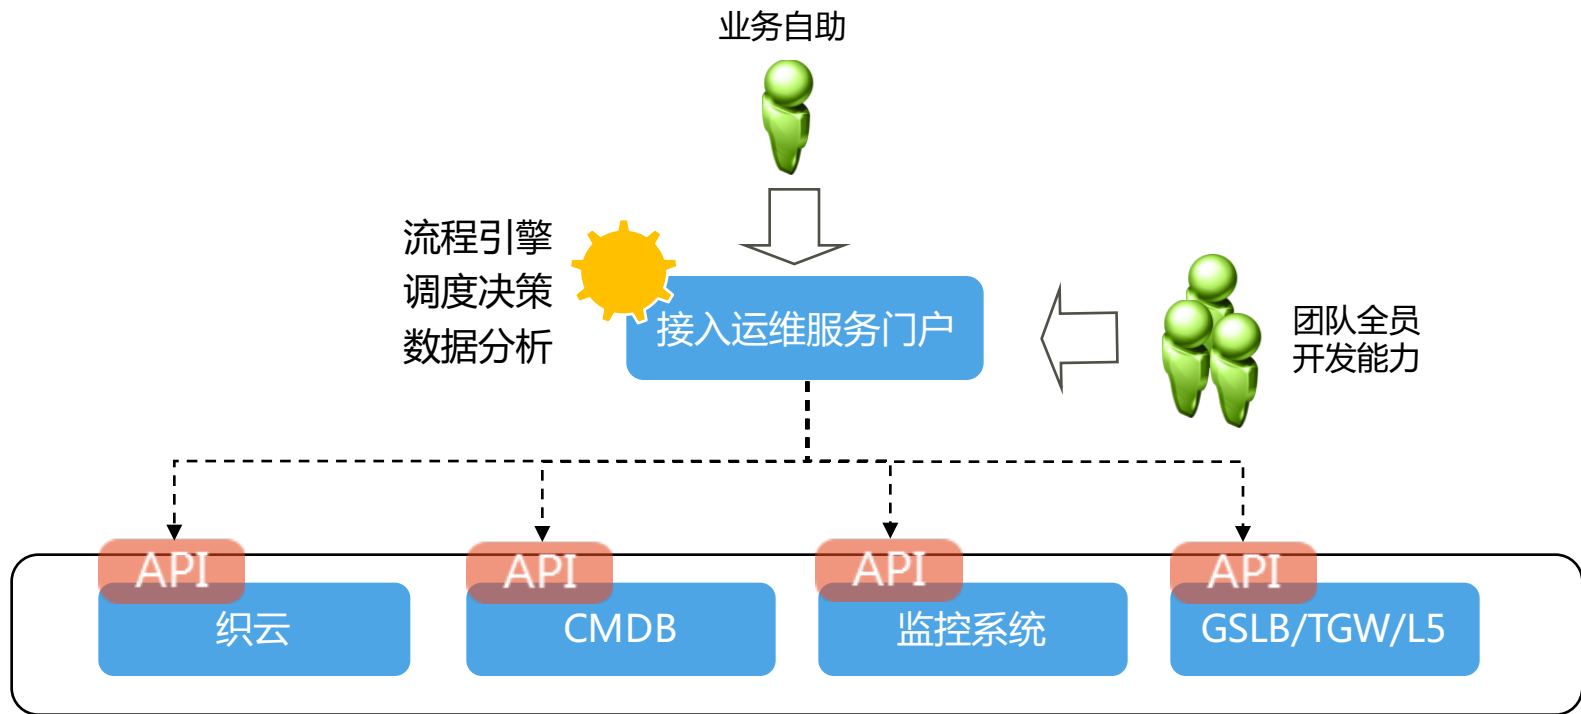 业务自助
流程引擎
调度决策
数据分析
接入运维服务门户
团队全员
开发能力
API
API
API
API
织云
CMDB
监控系统
GSLB/TGW/L5